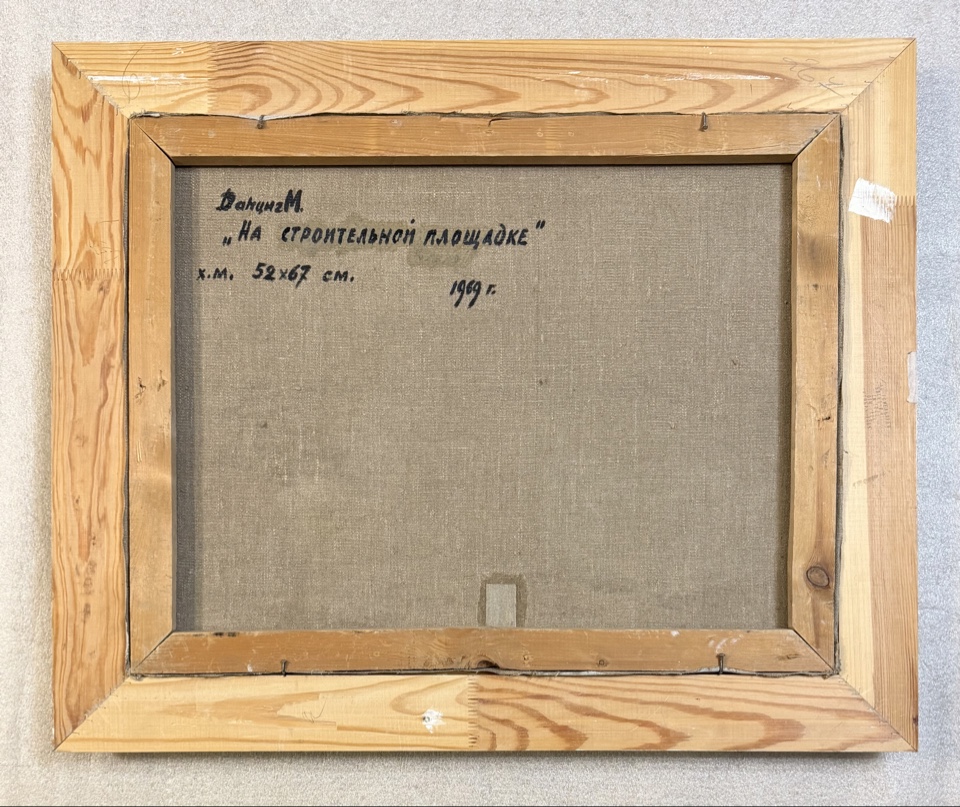 Данциг М.
„На строительной площадке"
х.м. 52х67 см.
1969 г.